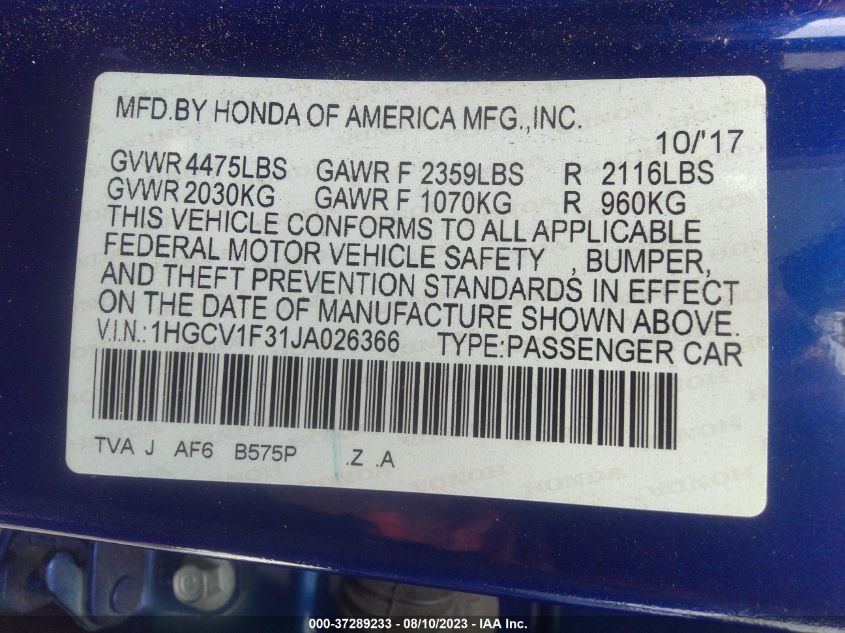 MFD.BY HONDA OF AMERICA MFG.,INC.
10/'17
GVWR 4475LBS GAWR F 2359LBS R 2116LBS
GVWR 2030KG GAWR F 1070KG R 960KG
THIS VEHICLE CONFORMS TO ALL APPLICABLE
FEDERAL MOTOR VEHICLE SAFETY , BUMPER,
AND THEFT PREVENTION STANDARDS IN EFFECT
ON THE DATE OF MANUFACTURE SHOWN ABOVE.
V.I.N.:1HGCV1F31JA026366 TYPE:PASSENGER CAR
TVA J AF6 B575P .Z .A
000-37289233 - 08/10/2023 - IAA Inc.